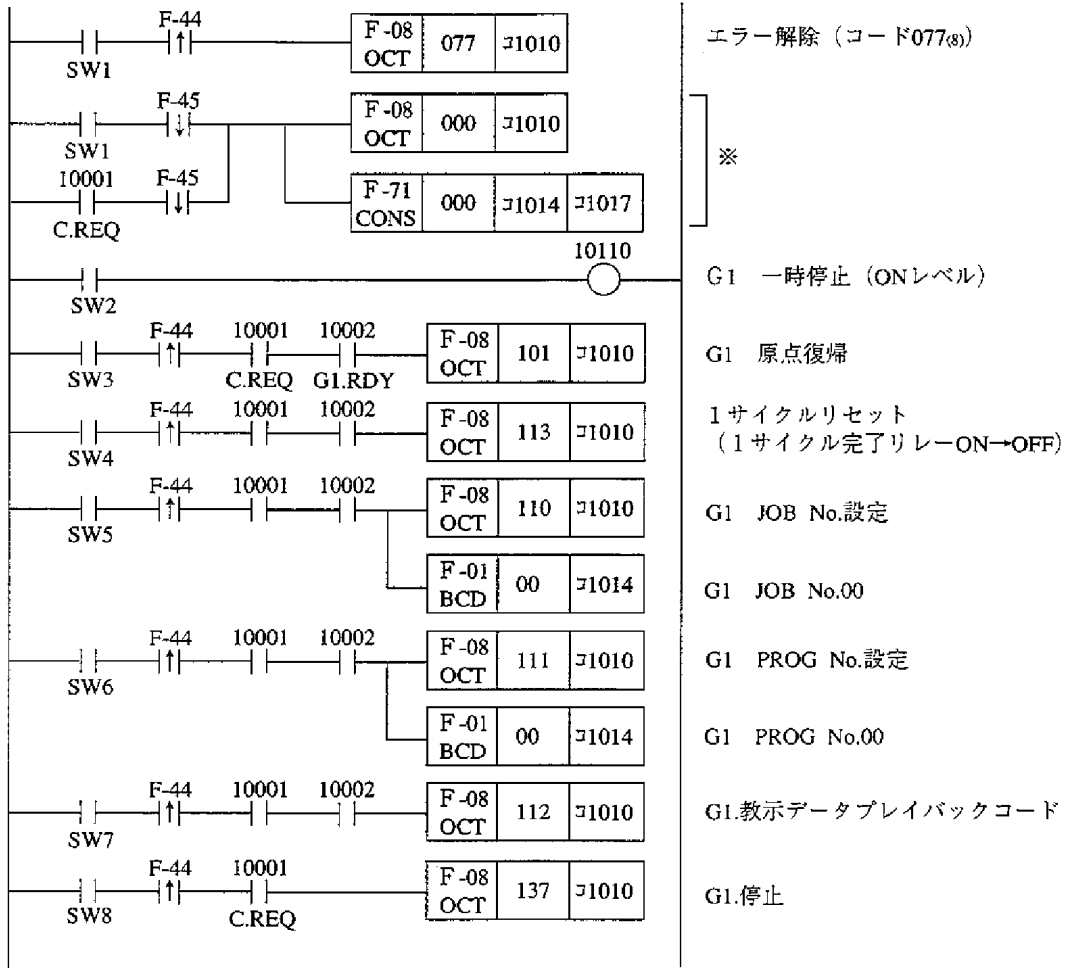 F-44
SW1
F-08
OCT
077
コ1010
エラー解除（コード077(8)）
F-45
SW1
F-08
OCT
000
コ1010
※
10001
F-45
C.REQ
F-71
CONS
000
コ1014
コ1017
10110
SW2
G1 一時停止（ONレベル）
F-44
10001
10002
SW3
C.REQ
G1.RDY
F-08
OCT
101
コ1010
G1 原点復帰
F-44
10001
10002
SW4
F-08
OCT
113
コ1010
1サイクルリセット
（1サイクル完了リレーON→OFF）
F-44
10001
10002
SW5
F-08
OCT
110
コ1010
G1 JOB No.設定
F-01
BCD
00
コ1014
G1 JOB No.00
F-44
10001
10002
SW6
F-08
OCT
111
コ1010
G1 PROG No.設定
F-01
BCD
00
コ1014
G1 PROG No.00
F-44
10001
10002
SW7
F-08
OCT
112
コ1010
G1.教示データプレイバックコード
F-44
10001
SW8
C.REQ
F-08
OCT
137
コ1010
G1.停止